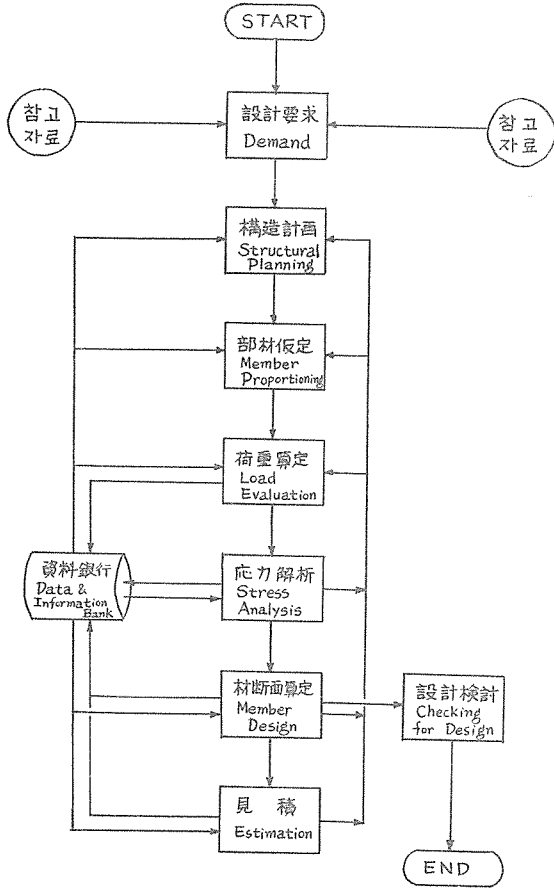 START
참고
자료
設計要求
Demand
참고
자료
構造計画
Structural
Planning
部材仮定
Member
Proportioning
荷重算定
Load
Evaluation
資料銀行
Data &
Information
Bank
応力解析
Stress
Analysis
材断面算定
Member
Design
設計検討
Checking
for Design
見 積
Estimation
END